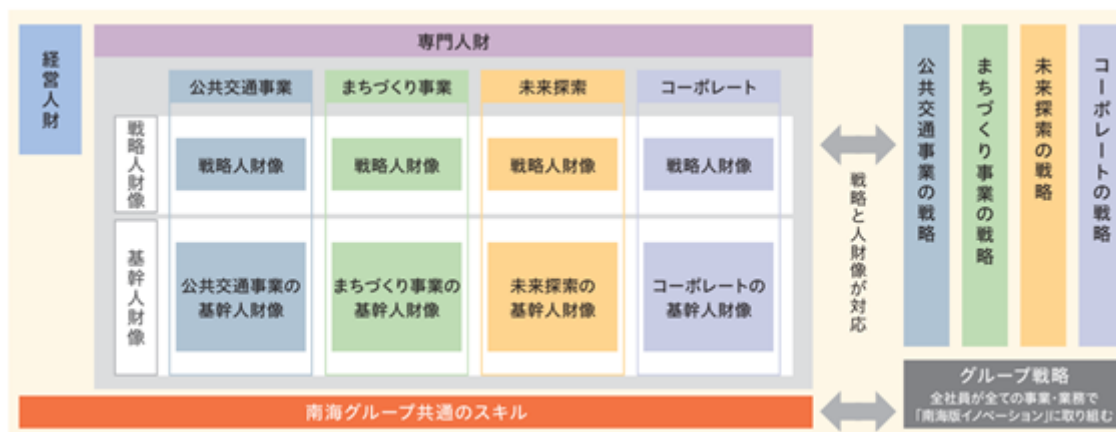 経営人財
専門人財
公共交通事業
まちづくり事業
未来探索
コーポレート
戦略人財像
戦略人財像
戦略人財像
戦略人財像
戦略人財像
基幹人財像
公共交通事業の
基幹人財像
まちづくり事業の
基幹人財像
未来探索の
基幹人財像
コーポレートの
基幹人財像
南海グループ共通のスキル
戦略と人財像が対応
公共交通事業の戦略
まちづくり事業の戦略
未来探索の戦略
コーポレートの戦略
グループ戦略
全社員が全ての事業・業務で
「南海版イノベーション」に取り組む